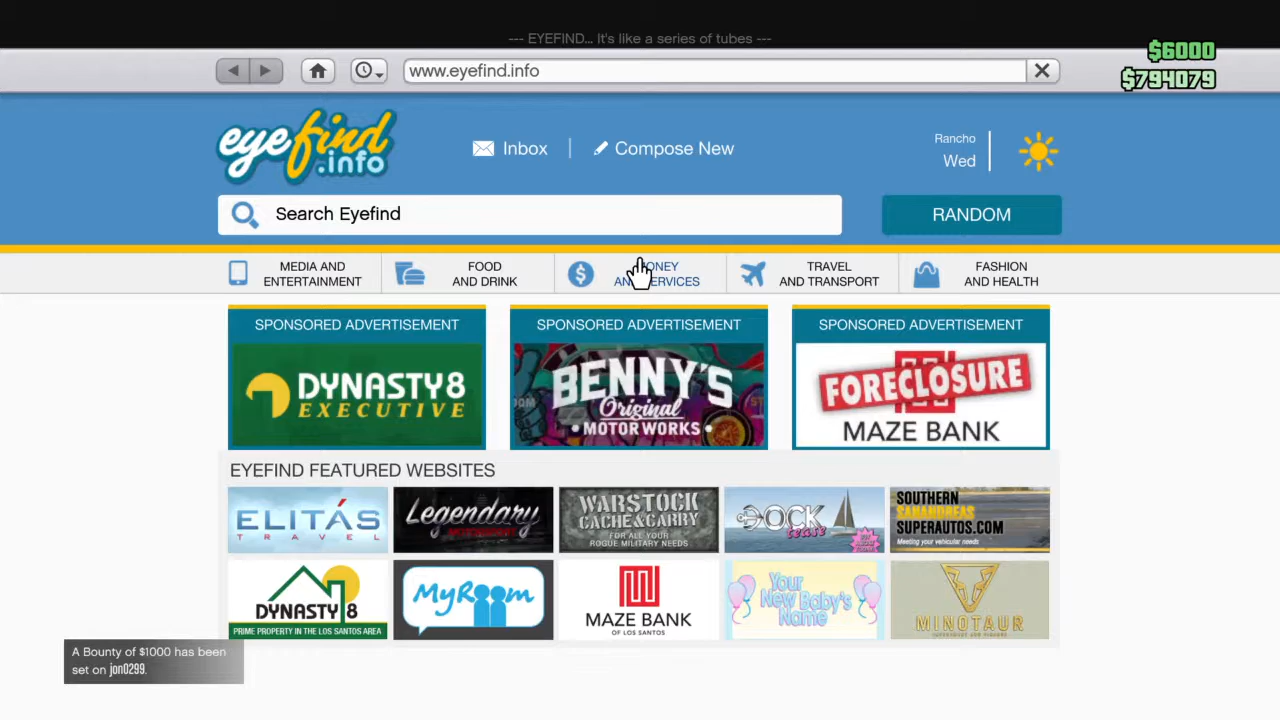 --- EYEFIND... It's like a series of tubes ---
$6000
$794079
www.eyefind.info
eyefind
.info
Inbox
Compose New
Rancho
Wed
Search Eyefind
RANDOM
MEDIA AND
ENTERTAINMENT
FOOD
AND DRINK
TRAVEL
AND TRANSPORT
FASHION
AND HEALTH
SPONSORED ADVERTISEMENT
SPONSORED ADVERTISEMENT
SPONSORED ADVERTISEMENT
DYNASTY8
EXECUTIVE
BENNY'S
Original
• MOTORWORKS •
FORECLOSURE
MAZE BANK
EYEFIND FEATURED WEBSITES
ELITÁS
TRAVEL
Legendary
WARSTOCK
CACHE&CARRY
FOR ALL YOUR
ROGUE MILITARY NEEDS
DOCK
tease
SOUTHERN
SANANDREAS
SUPERAUTOS.COM
Meeting your vehicular needs
DYNASTY 8
PRIME PROPERTY IN THE LOS SANTOS AREA
MyRoom
MAZE BANK
OF LOS SANTOS
Your
New Baby's
Name
MINOTAUR
A Bounty of $1000 has been
set on jon0299.